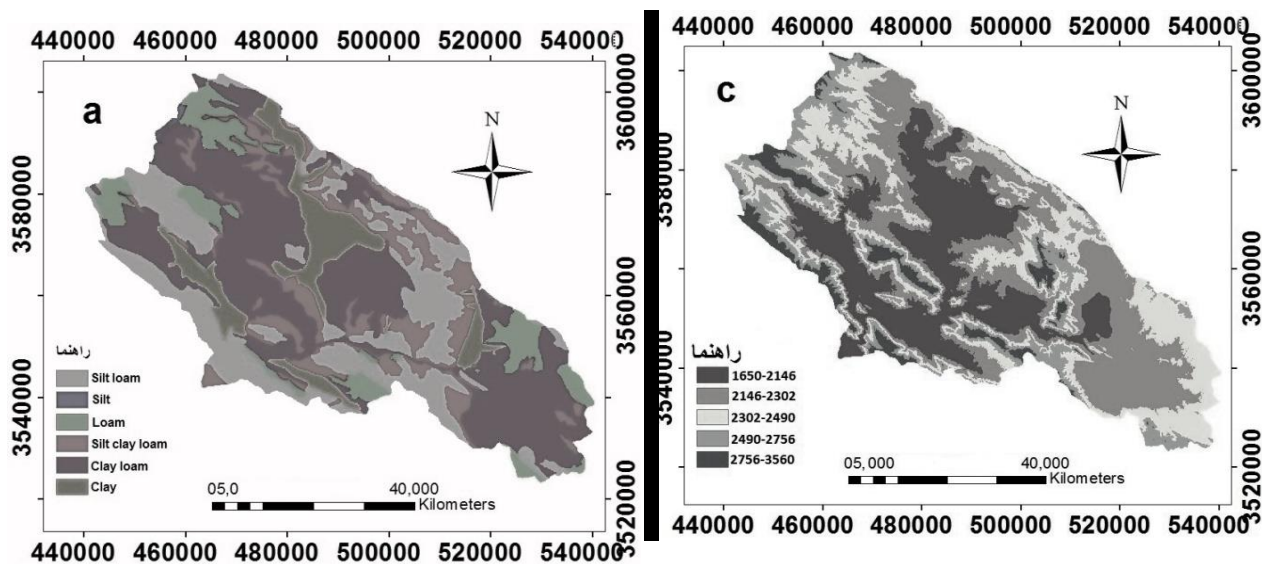 440000 460000 480000 500000 520000 540000
a
N
3600000
3580000
3560000
3540000
3520000
راهنما
Silt loam
Silt
Loam
Silt clay loam
Clay loam
Clay
05,0 40,000
Kilometers
440000 460000 480000 500000 520000 540000
440000 460000 480000 500000 520000 540000
c
N
3600000
3580000
3560000
3540000
3520000
راهنما
1650-2146
2146-2302
2302-2490
2490-2756
2756-3560
05,000 40,000
Kilometers
440000 460000 480000 500000 520000 540000